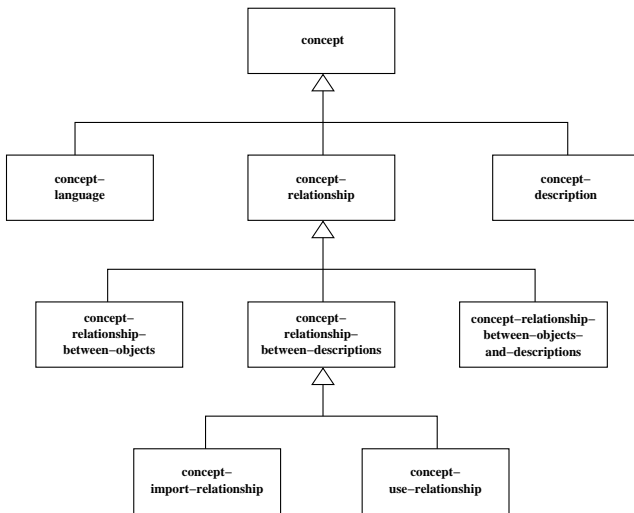 concept
concept–
language
concept–
relationship
concept–
description
concept–
relationship–
between–objects
concept–
relationship–
between–descriptions
concept–relationship–
between–objects–
and–descriptions
concept–
import–relationship
concept–
use–relationship